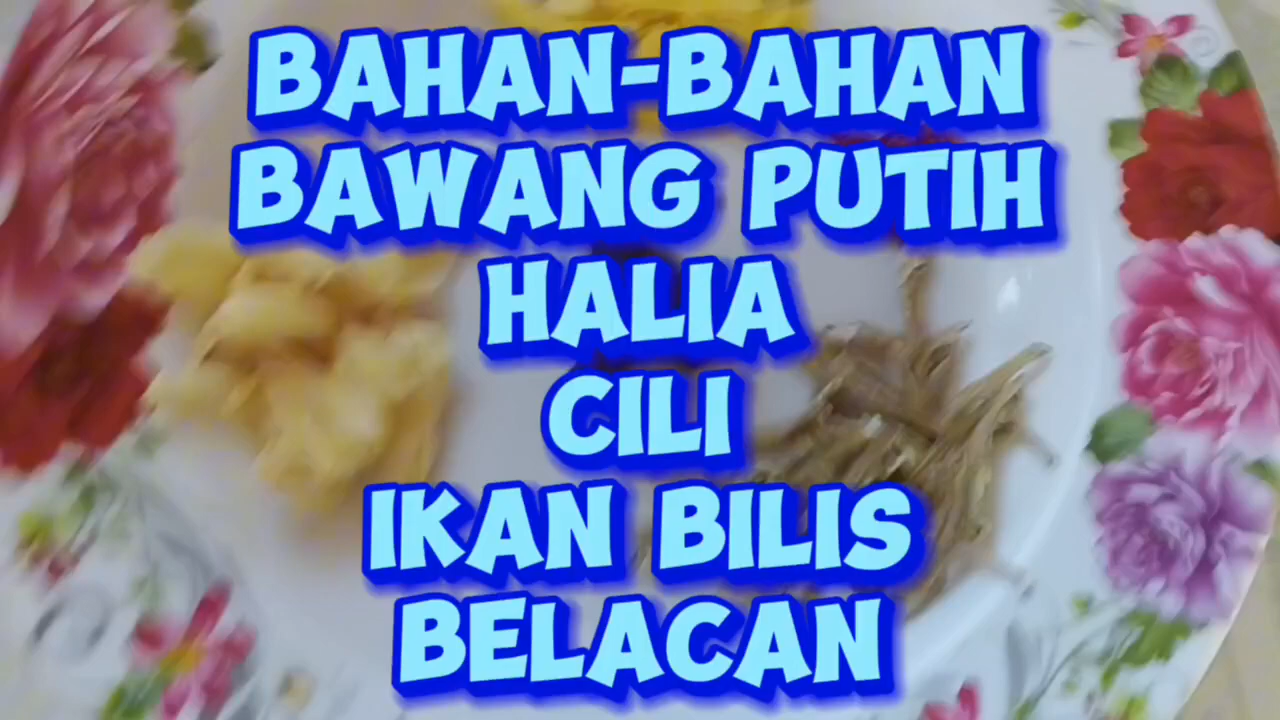 BAHAN-BAHAN
BAWANG PUTIH
HALIA
CILI
IKAN BILIS
BELACAN